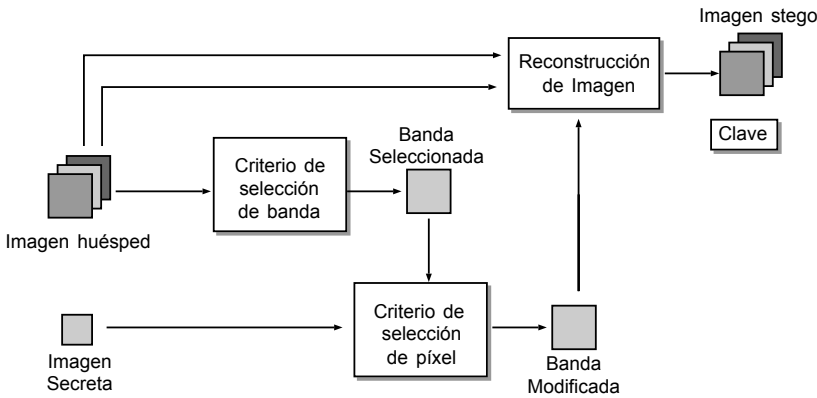 Imagen stego
Reconstrucción
de Imagen
Clave
Banda
Seleccionada
Criterio de
selección
de banda
Imagen huésped
Criterio de
selección
de píxel
Imagen
Secreta
Banda
Modificada